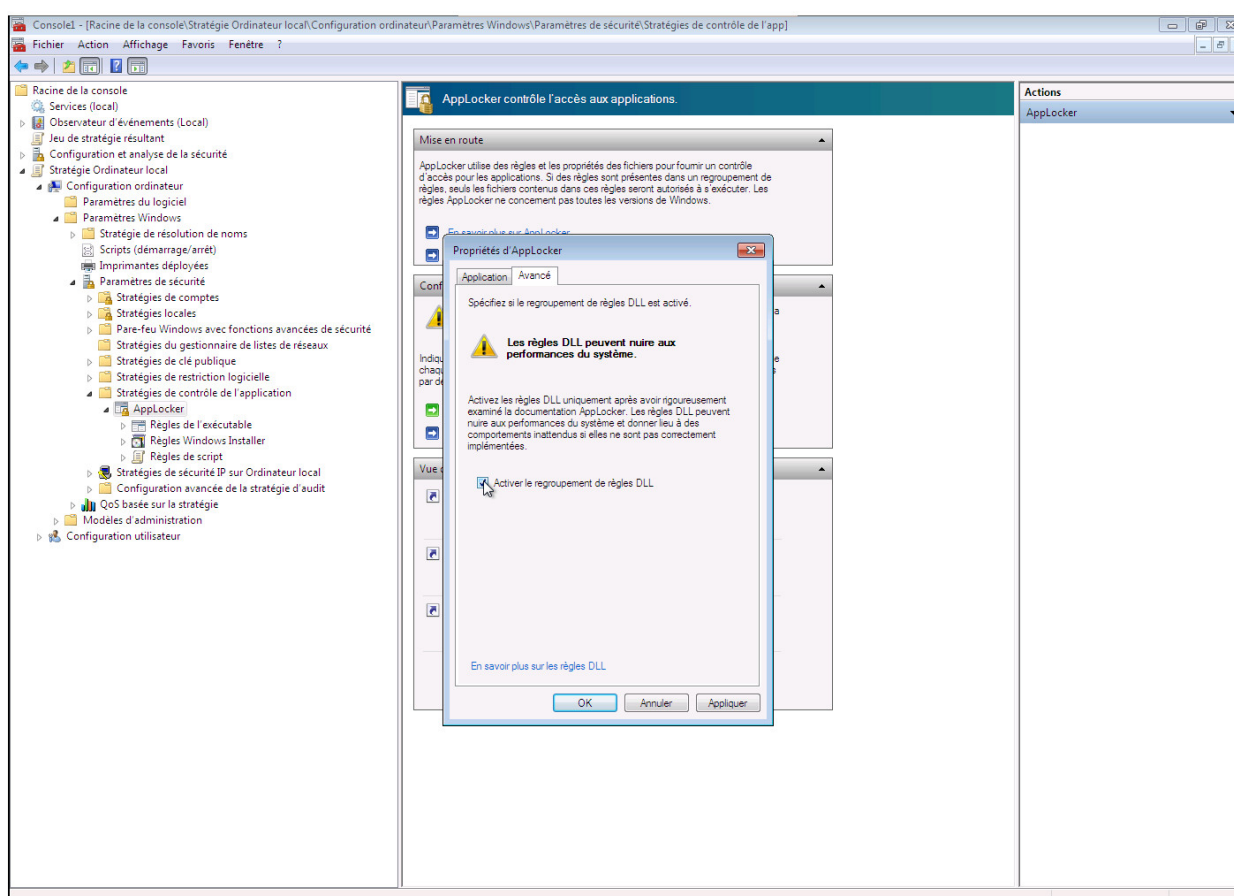 Console1 - [Racine de la console\Stratégie Ordinateur local\Configuration ordinateur\Paramètres Windows\Paramètres de sécurité\Stratégies de contrôle de l'app]
Fichier Action Affichage Favoris Fenêtre ?
Racine de la console
Services (local)
Observateur d'événements (Local)
Jeu de stratégie résultant
Configuration et analyse de la sécurité
Stratégie Ordinateur local
Configuration ordinateur
Paramètres du logiciel
Paramètres Windows
Stratégie de résolution de noms
Scripts (démarrage/arrêt)
Imprimantes déployées
Paramètres de sécurité
Stratégies de comptes
Stratégies locales
Pare-feu Windows avec fonctions avancées de sécurité
Stratégies du gestionnaire de listes de réseaux
Stratégies de clé publique
Stratégies de restriction logicielle
Stratégies de contrôle de l'application
AppLocker
Règles de l'exécutable
Règles Windows Installer
Règles de script
Stratégies de sécurité IP sur Ordinateur local
Configuration avancée de la stratégie d'audit
QoS basée sur la stratégie
Modèles d'administration
Configuration utilisateur
AppLocker contrôle l'accès aux applications.
Mise en route
AppLocker utilise des règles et les propriétés des fichiers pour fournir un contrôle
d'accès pour les applications. Si des règles sont présentes dans un regroupement de
règles, seuls les fichiers contenus dans ces règles seront autorisés à s'exécuter. Les
règles AppLocker ne concernent pas toutes les versions de Windows.
En savoir plus sur AppLocker
Conf
Indiqu
chaqu
par dé
Vue d
Propriétés d'AppLocker
Application Avancé
Spécifiez si le regroupement de règles DLL est activé.
Les règles DLL peuvent nuire aux
performances du système.
Activez les règles DLL uniquement après avoir rigoureusement
examiné la documentation AppLocker. Les règles DLL peuvent
nuire aux performances du système et donner lieu à des
comportements inattendus si elles ne sont pas correctement
implémentées.
Activer le regroupement de règles DLL
En savoir plus sur les règles DLL
OK Annuler Appliquer
Actions
AppLocker